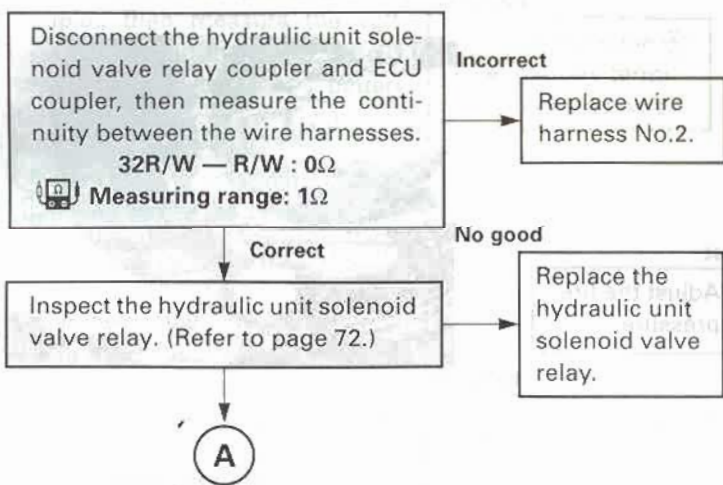 Disconnect the hydraulic unit sole-
noid valve relay coupler and ECU
coupler, then measure the conti-
nuity between the wire harnesses.
32R/W — R/W : 0Ω
Ω Measuring range: 1Ω
Incorrect
Replace wire
harness No.2.
Correct
No good
Inspect the hydraulic unit solenoid
valve relay. (Refer to page 72.)
Replace the
hydraulic unit
solenoid valve
relay.
A